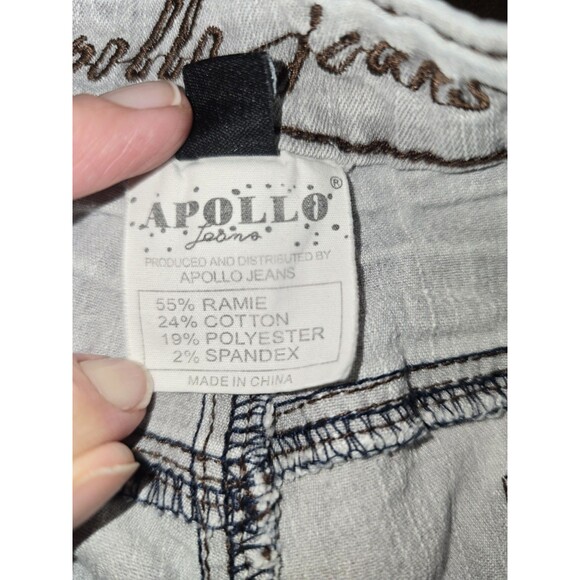 apollo jeans
APOLLO®
Jeans
PRODUCED AND DISTRIBUTED BY
APOLLO JEANS
55% RAMIE
24% COTTON
19% POLYESTER
2% SPANDEX
MADE IN CHINA